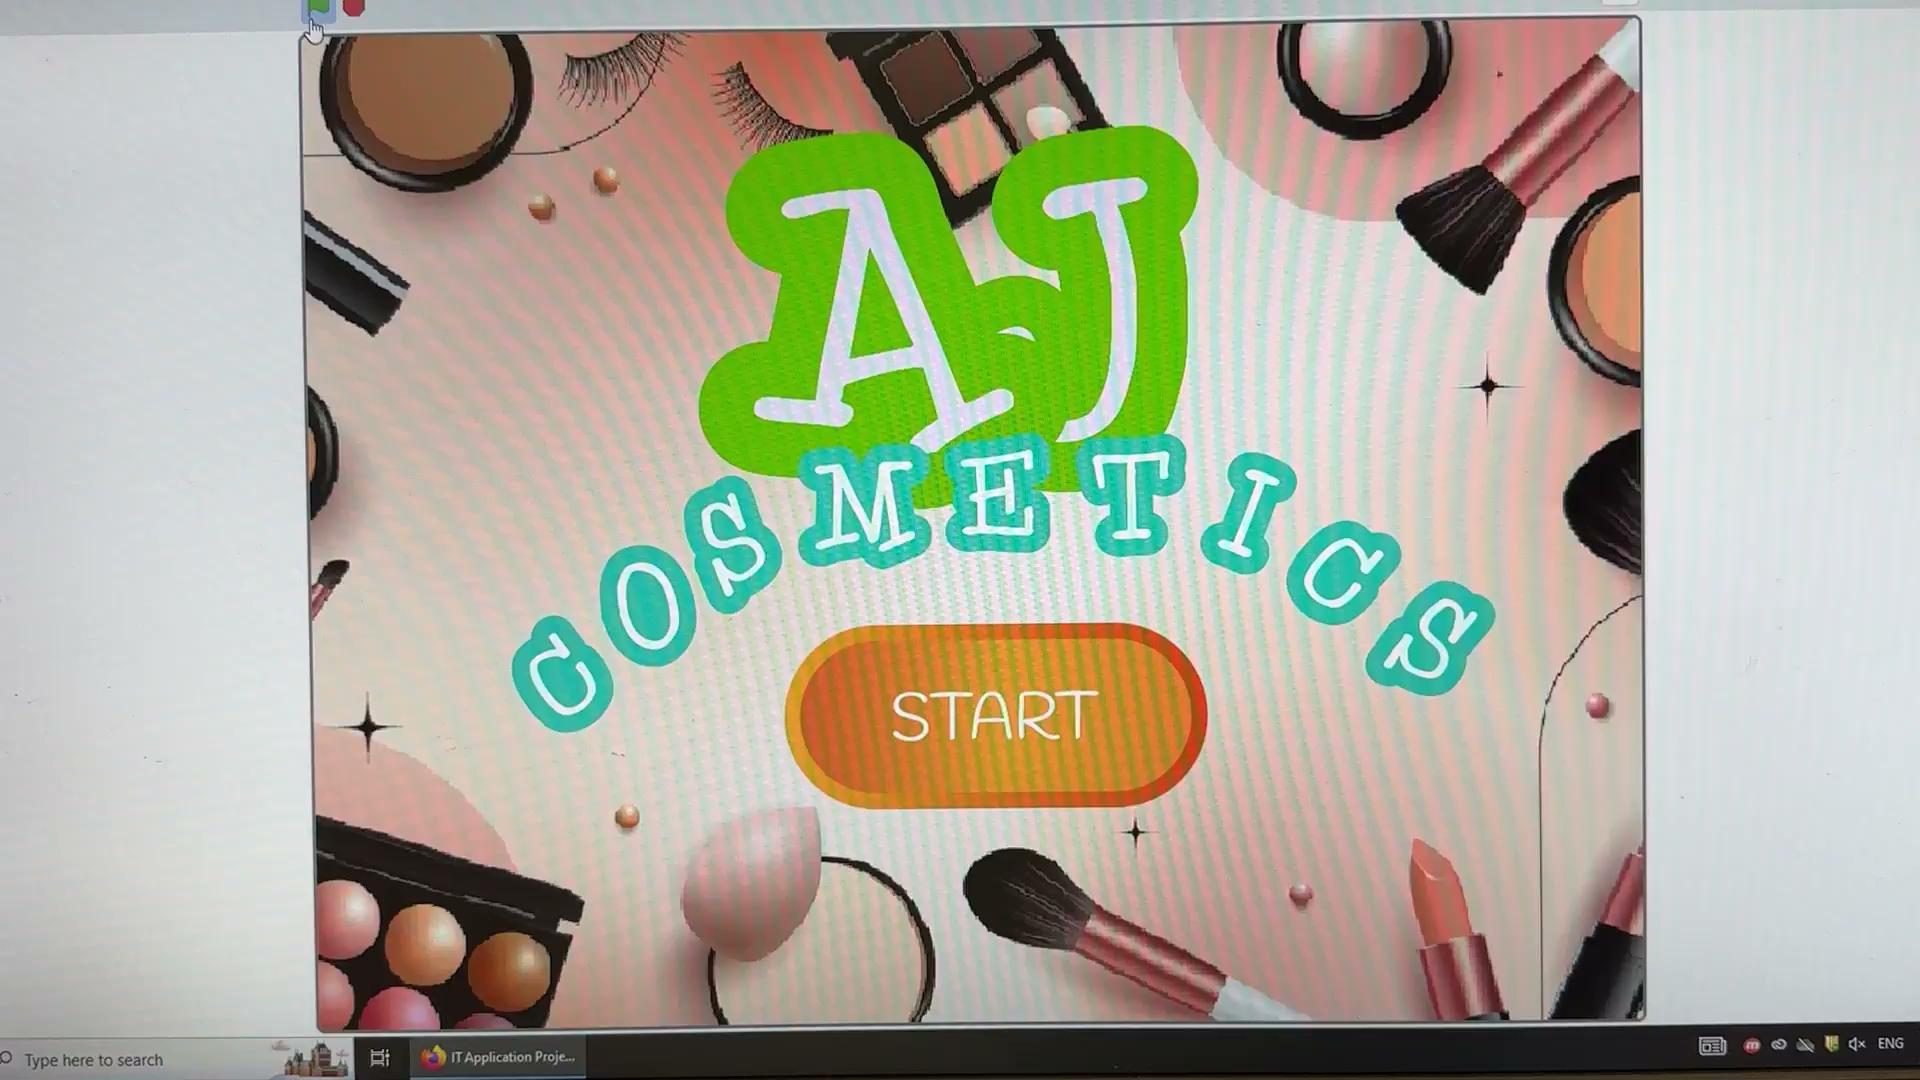 AJ
COSMETICS
START
Type here to search
IT Application Proje...
ENG